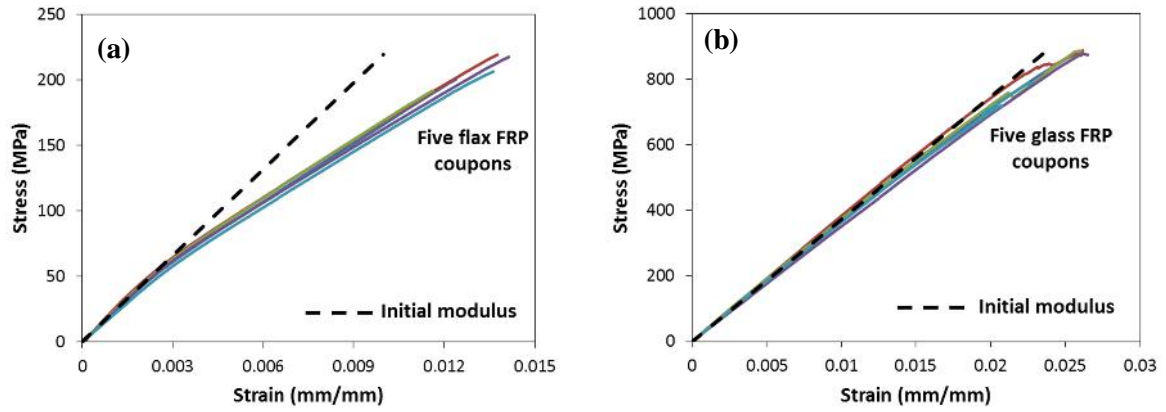 (a)
250
200
150
100
50
0
Stress (MPa)
Five flax FRP
coupons
Initial modulus
0
0.003
0.006
0.009
0.012
0.015
Strain (mm/mm)
(b)
1000
800
600
400
200
0
Stress (MPa)
Five glass FRP
coupons
Initial modulus
0
0.005
0.01
0.015
0.02
0.025
0.03
Strain (mm/mm)